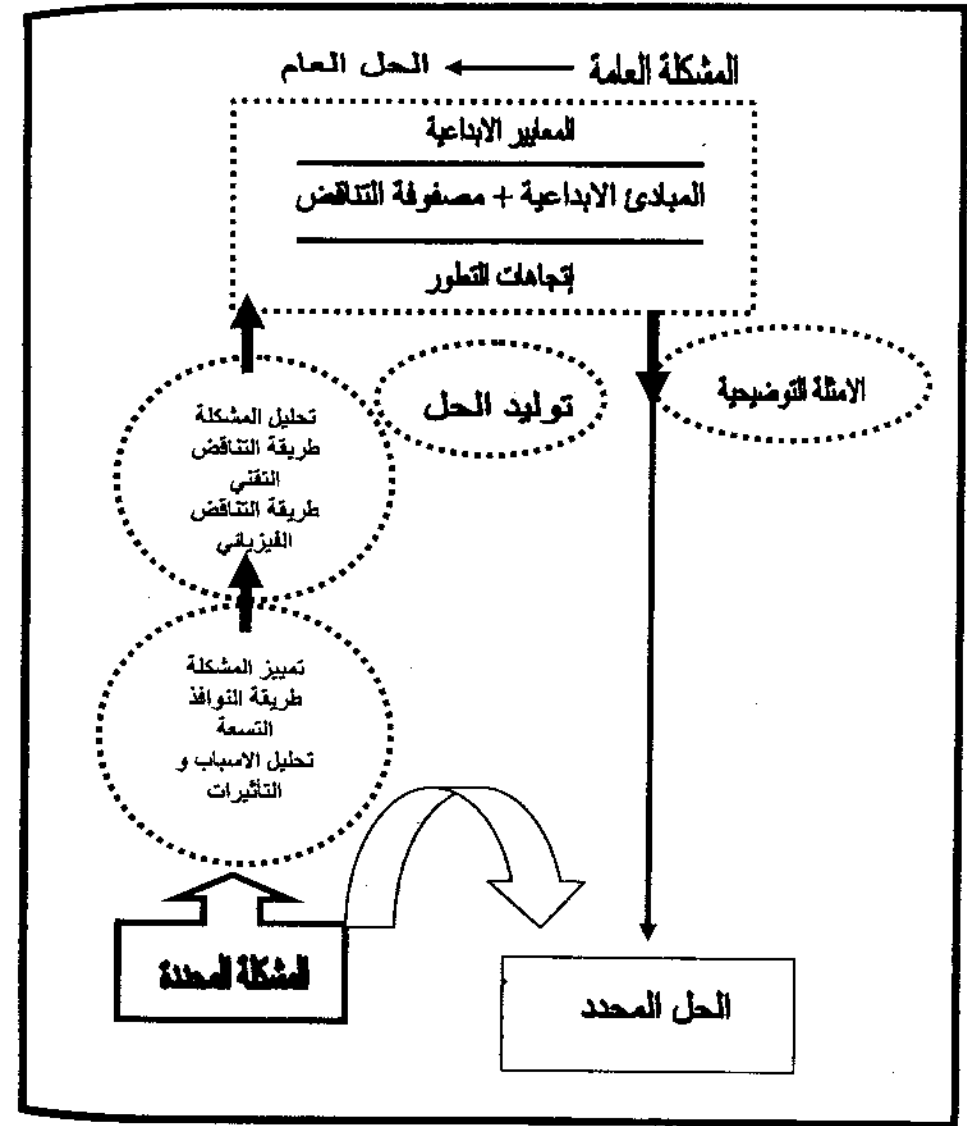 المشكلة العامة
الحل العام
المعايير الابداعية
المبادئ الابداعية + مصفوفة التناقض
إتجاهات التطور
توليد الحل
الامثلة التوضيحية
تحليل المشكلة
طريقة التناقض
التقني
طريقة التناقض
الفيزيائي
تمييز المشكلة
طريقة النوافذ
التسعة
تحليل الاسباب و
التأثيرات
المشكلة المحددة
الحل المحدد